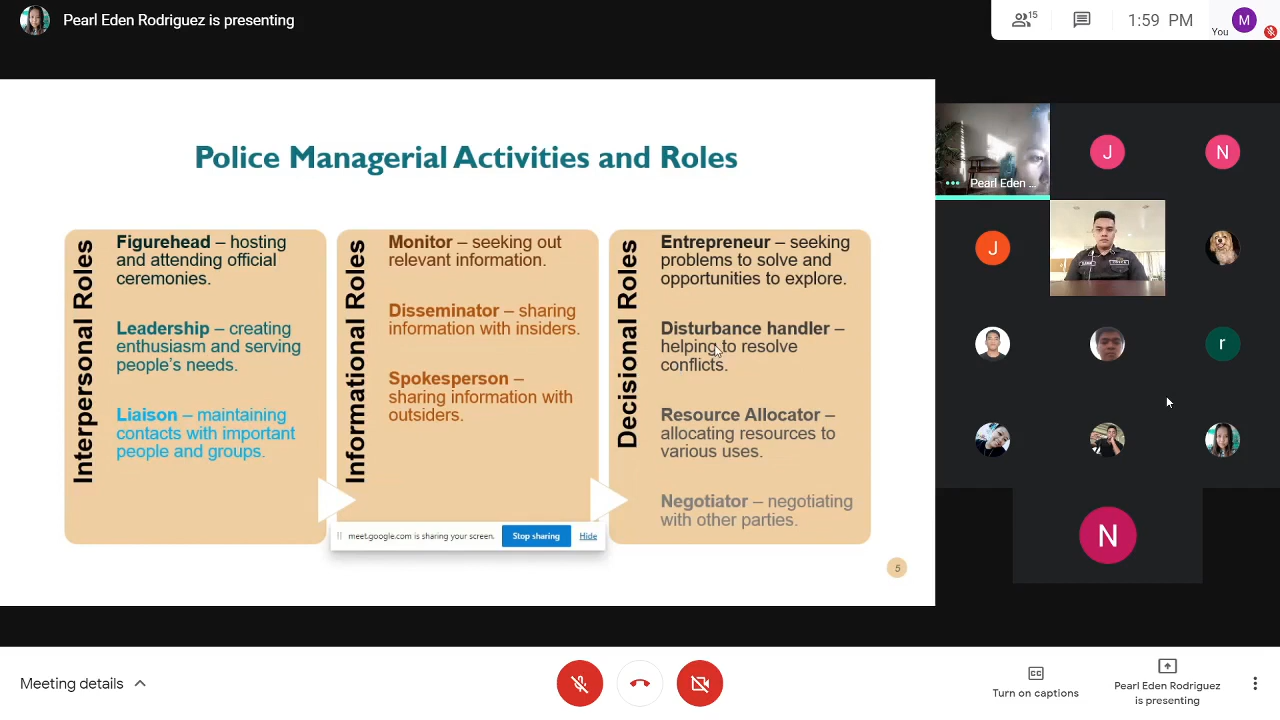 Pearl Eden Rodriguez is presenting
15
1:59 PM
You
M
Police Managerial Activities and Roles
Interpersonal Roles
Figurehead – hosting
and attending official
ceremonies.
Leadership – creating
enthusiasm and serving
people's needs.
Liaison – maintaining
contacts with important
people and groups.
Informational Roles
Monitor – seeking out
relevant information.
Disseminator – sharing
information with insiders.
Spokesperson –
sharing information with
outsiders.
Decisional Roles
Entrepreneur – seeking
problems to solve and
opportunities to explore.
Disturbance handler –
helping to resolve
conflicts.
Resource Allocator –
allocating resources to
various uses.
Negotiator – negotiating
with other parties.
meet.google.com is sharing your screen.
Stop sharing
Hide
5
Pearl Eden ...
J
N
J
r
N
Meeting details
Turn on captions
Pearl Eden Rodriguez
is presenting